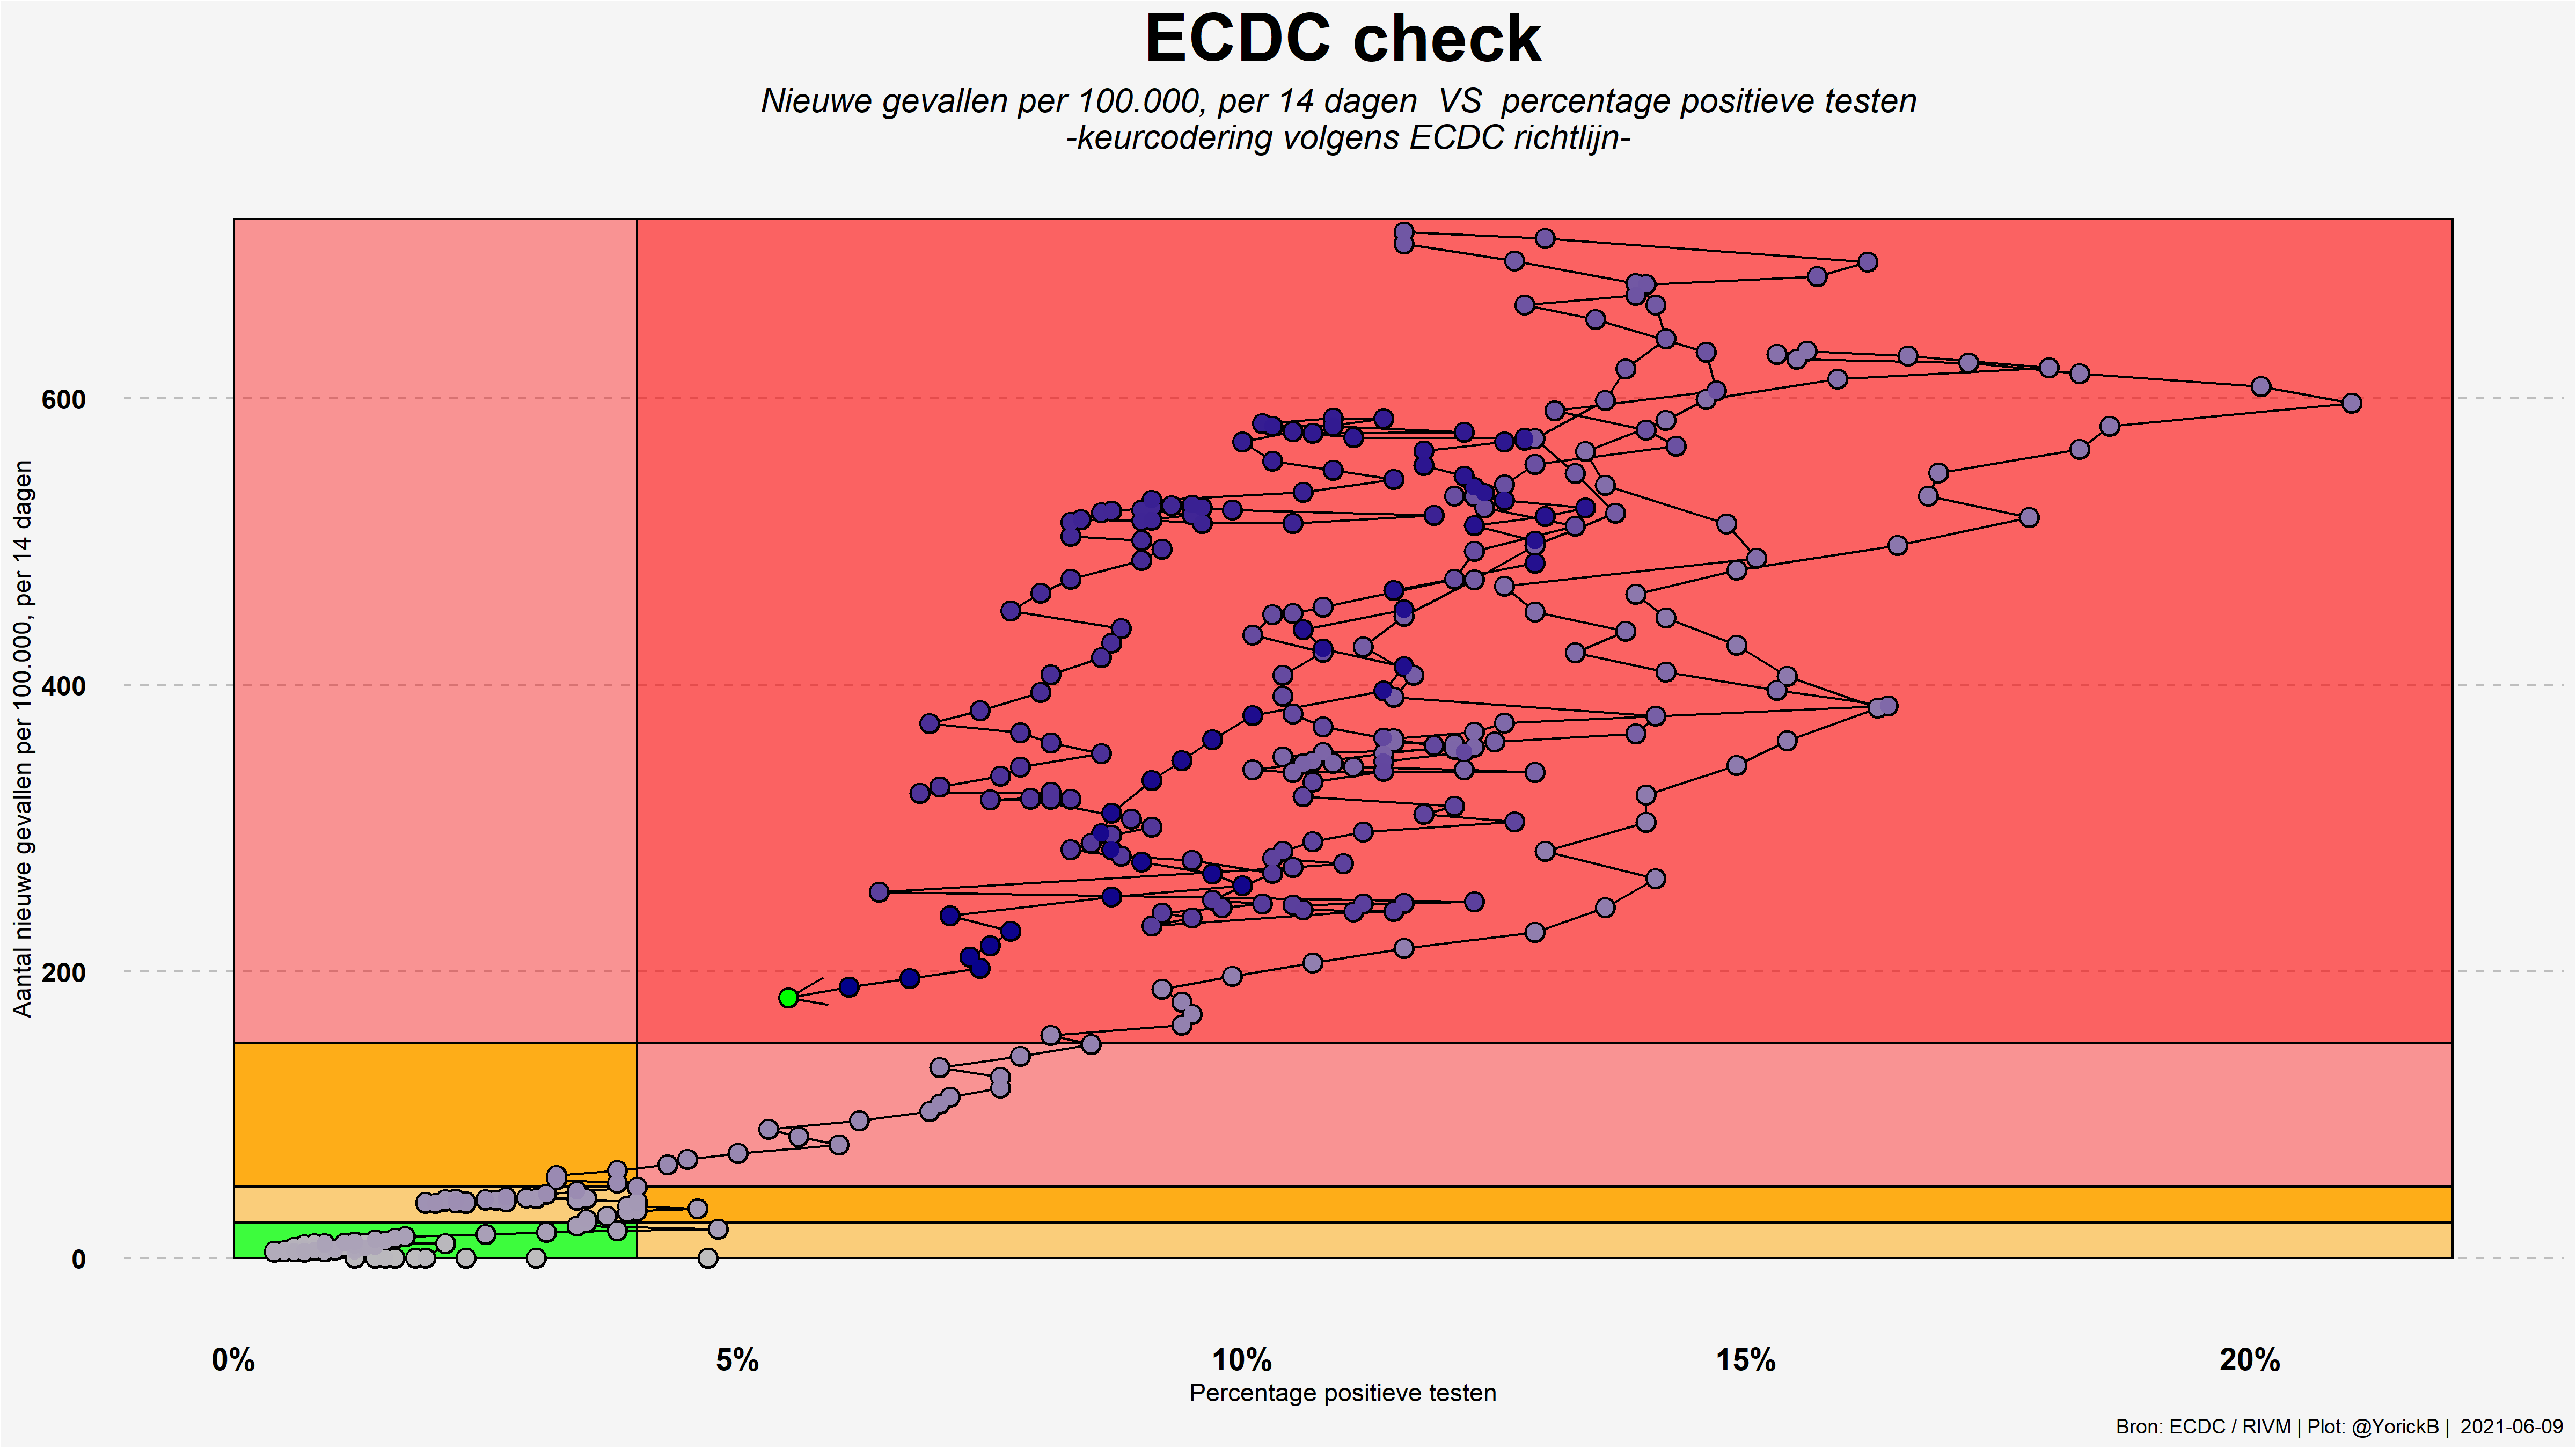 ECDC check
Nieuwe gevallen per 100.000, per 14 dagen  VS  percentage positieve testen
-keurcodering volgens ECDC richtlijn-
Aantal nieuwe gevallen per 100.000, per 14 dagen
600
400
200
0
0%
5%
10%
15%
20%
Percentage positieve testen
Bron: ECDC / RIVM | Plot: @YorickB |  2021-06-09